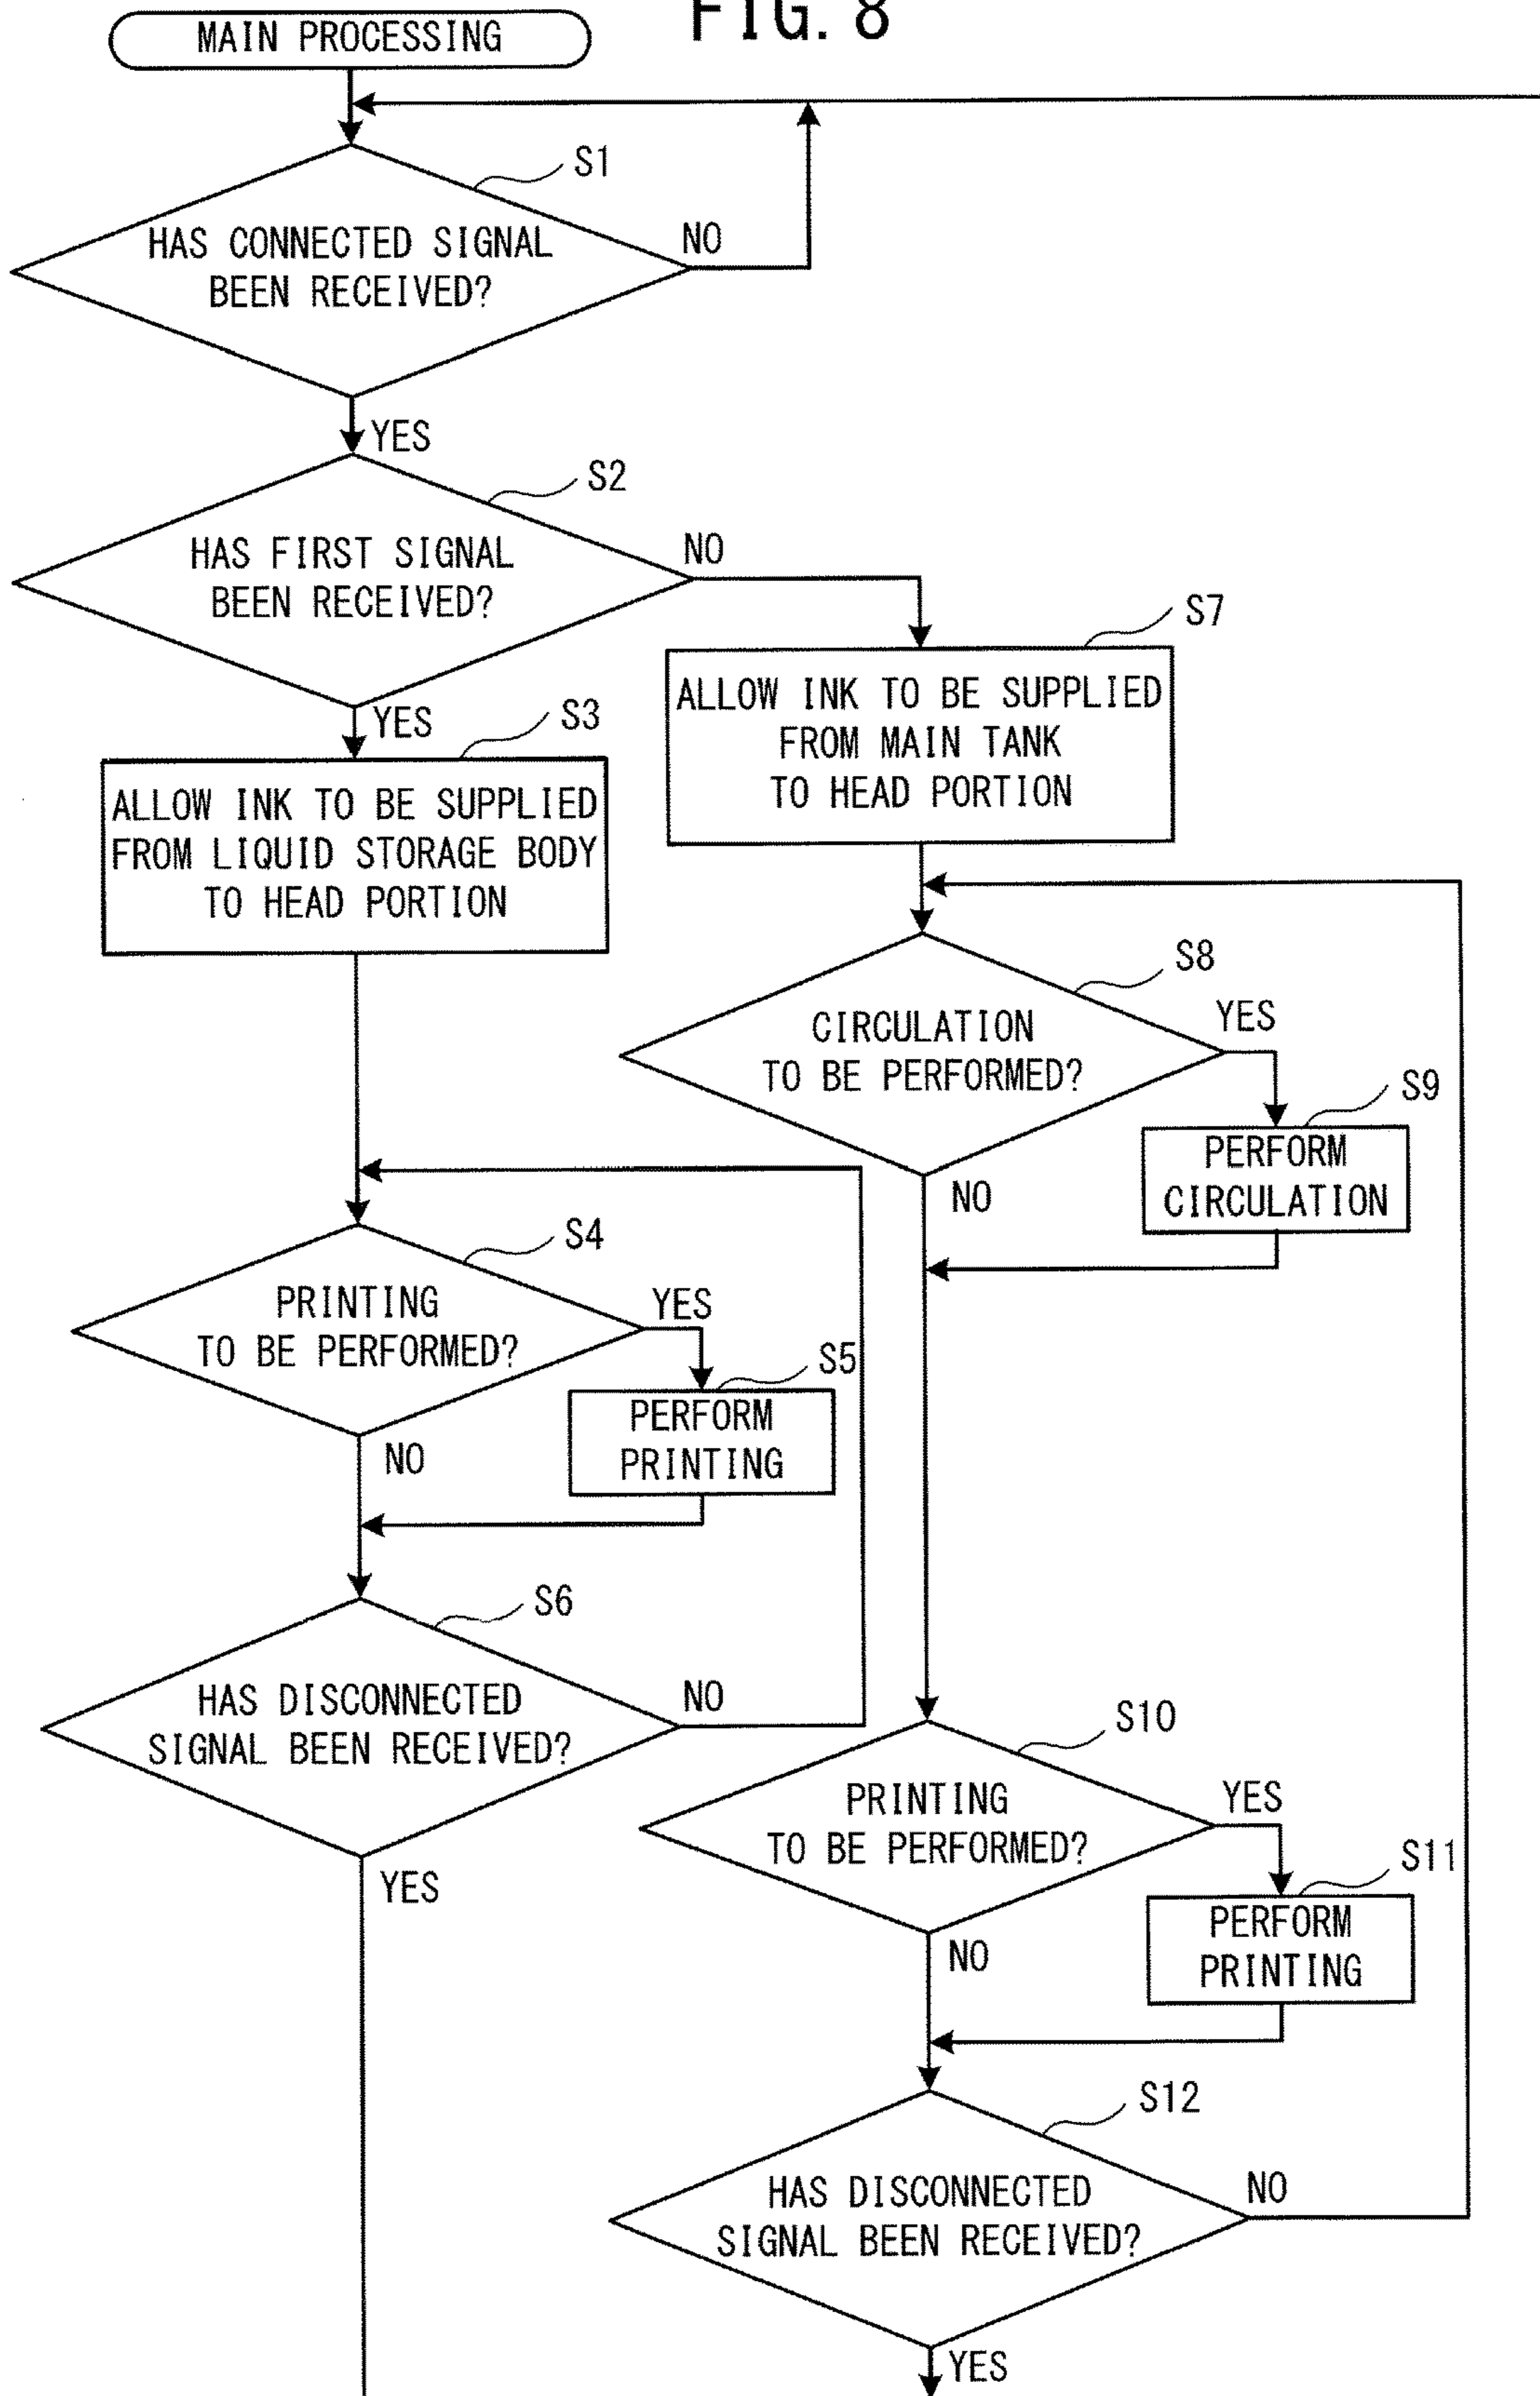 FIG. 8
MAIN PROCESSING
S1
HAS CONNECTED SIGNAL
BEEN RECEIVED?
NO
YES
S2
HAS FIRST SIGNAL
BEEN RECEIVED?
NO
YES
S3
ALLOW INK TO BE SUPPLIED
FROM LIQUID STORAGE BODY
TO HEAD PORTION
S4
PRINTING
TO BE PERFORMED?
YES
S5
PERFORM
PRINTING
NO
S6
HAS DISCONNECTED
SIGNAL BEEN RECEIVED?
NO
YES
S7
ALLOW INK TO BE SUPPLIED
FROM MAIN TANK
TO HEAD PORTION
S8
CIRCULATION
TO BE PERFORMED?
YES
S9
PERFORM
CIRCULATION
NO
S10
PRINTING
TO BE PERFORMED?
YES
S11
PERFORM
PRINTING
NO
S12
HAS DISCONNECTED
SIGNAL BEEN RECEIVED?
NO
YES